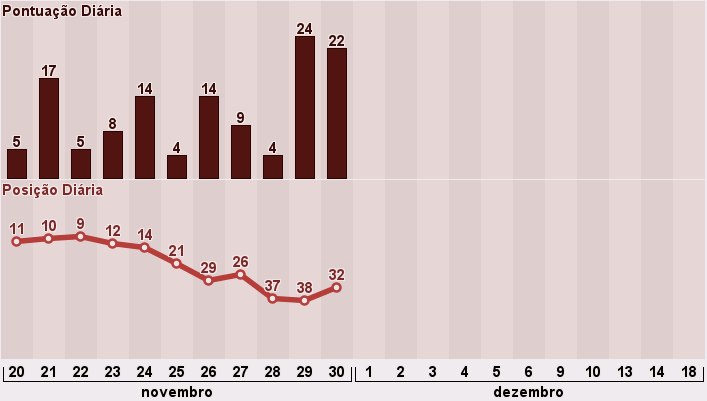 Pontuação Diária
5 17 5 8 14 4 14 9 4 24 22
Posição Diária
11 10 9 12 14 21 29 26 37 38 32
20 21 22 23 24 25 26 27 28 29 30 1 2 3 4 5 6 9 10 13 14 18
novembro dezembro